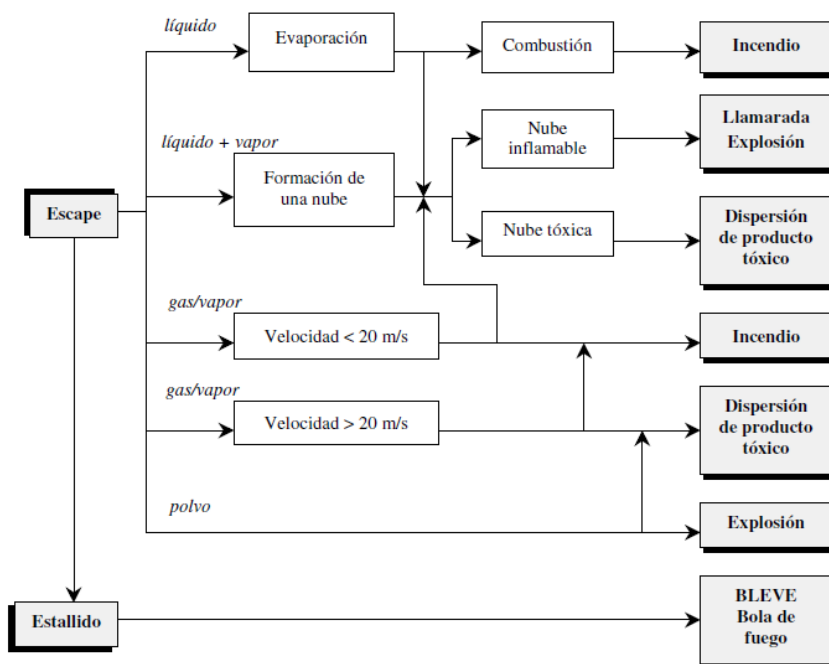 líquido
Evaporación
Combustión
Incendio
líquido + vapor
Formación de
una nube
Nube
inflamable
Llamarada
Explosión
Escape
Nube tóxica
Dispersión
de producto
tóxico
gas/vapor
Velocidad < 20 m/s
Incendio
gas/vapor
Velocidad > 20 m/s
Dispersión
de producto
tóxico
polvo
Explosión
Estallido
BLEVE
Bola de
fuego